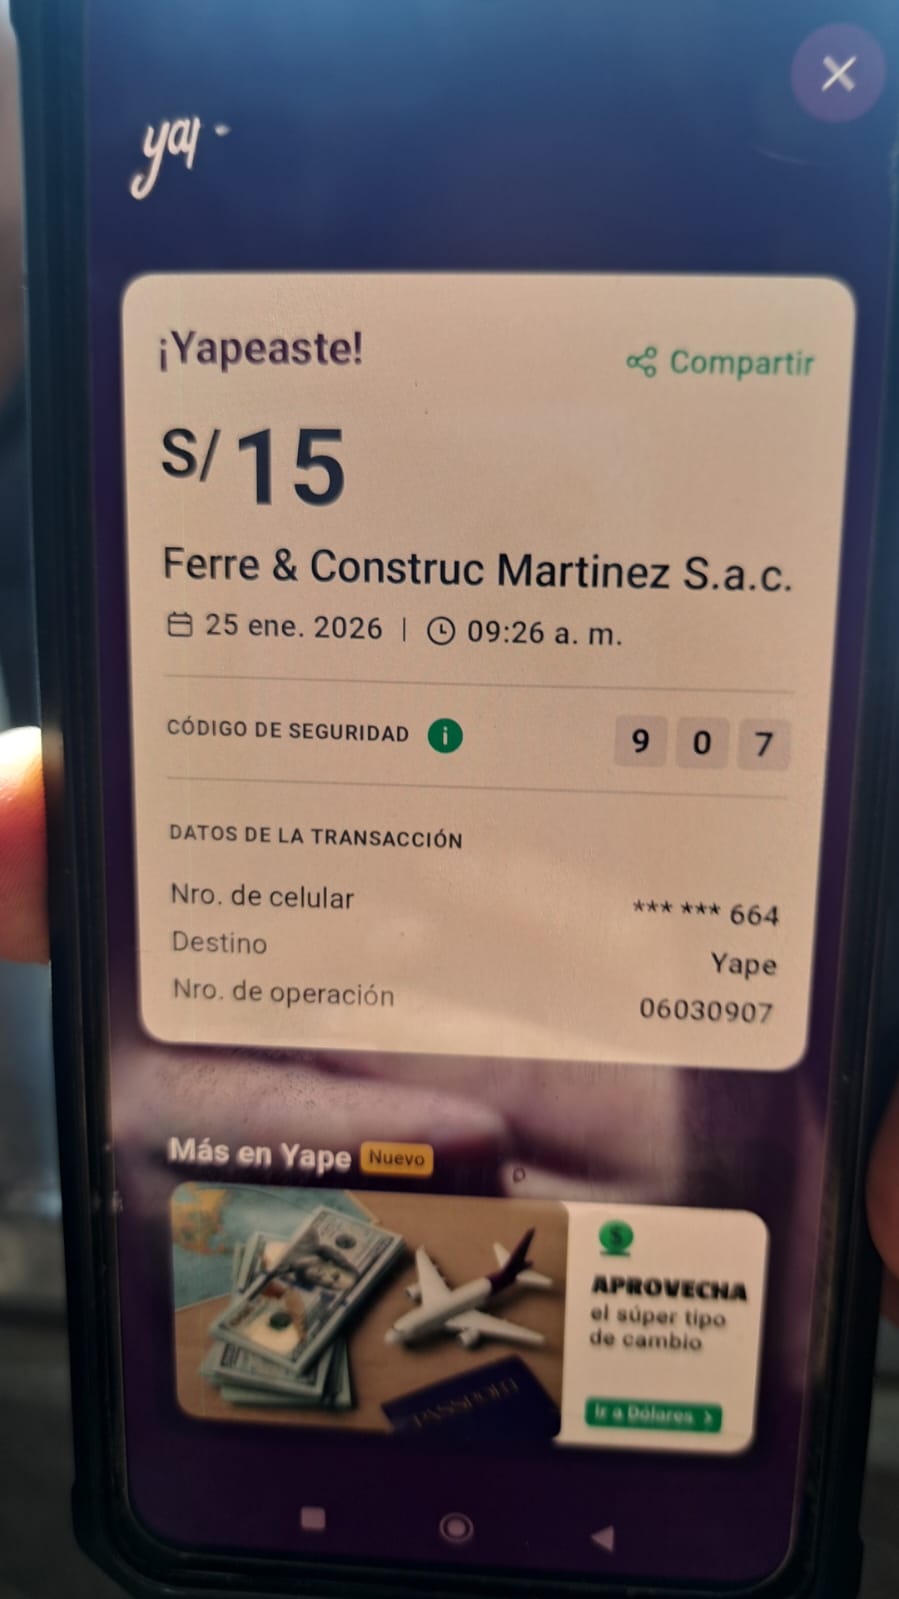 ¡Yapeaste!
Compartir
S/ 15
Ferre & Construc Martinez S.a.c.
25 ene. 2026 | 09:26 a. m.
CÓDIGO DE SEGURIDAD i 9 0 7
DATOS DE LA TRANSACCIÓN
Nro. de celular *** *** 664
Destino Yape
Nro. de operación 06030907
Más en Yape Nuevo
$
APROVECHA
el súper tipo
de cambio
Ir a Dólares >
PASSPORT